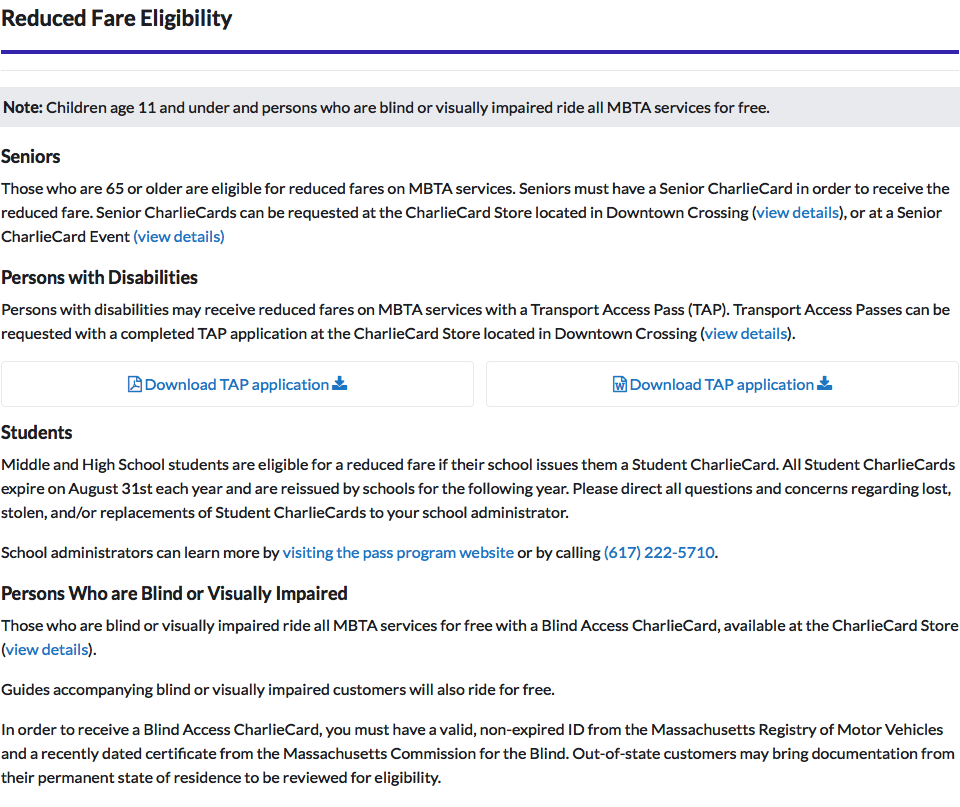 Reduced Fare Eligibility
Note: Children age 11 and under and persons who are blind or visually impaired ride all MBTA services for free.
Seniors
Those who are 65 or older are eligible for reduced fares on MBTA services. Seniors must have a Senior CharlieCard in order to receive the
reduced fare. Senior CharlieCards can be requested at the CharlieCard Store located in Downtown Crossing (view details), or at a Senior
CharlieCard Event (view details)
Persons with Disabilities
Persons with disabilities may receive reduced fares on MBTA services with a Transport Access Pass (TAP). Transport Access Passes can be
requested with a completed TAP application at the CharlieCard Store located in Downtown Crossing (view details).
Download TAP application
Download TAP application
Students
Middle and High School students are eligible for a reduced fare if their school issues them a Student CharlieCard. All Student CharlieCards
expire on August 31st each year and are reissued by schools for the following year. Please direct all questions and concerns regarding lost,
stolen, and/or replacements of Student CharlieCards to your school administrator.
School administrators can learn more by visiting the pass program website or by calling (617) 222-5710.
Persons Who are Blind or Visually Impaired
Those who are blind or visually impaired ride all MBTA services for free with a Blind Access CharlieCard, available at the CharlieCard Store
(view details).
Guides accompanying blind or visually impaired customers will also ride for free.
In order to receive a Blind Access CharlieCard, you must have a valid, non-expired ID from the Massachusetts Registry of Motor Vehicles
and a recently dated certificate from the Massachusetts Commission for the Blind. Out-of-state customers may bring documentation from
their permanent state of residence to be reviewed for eligibility.